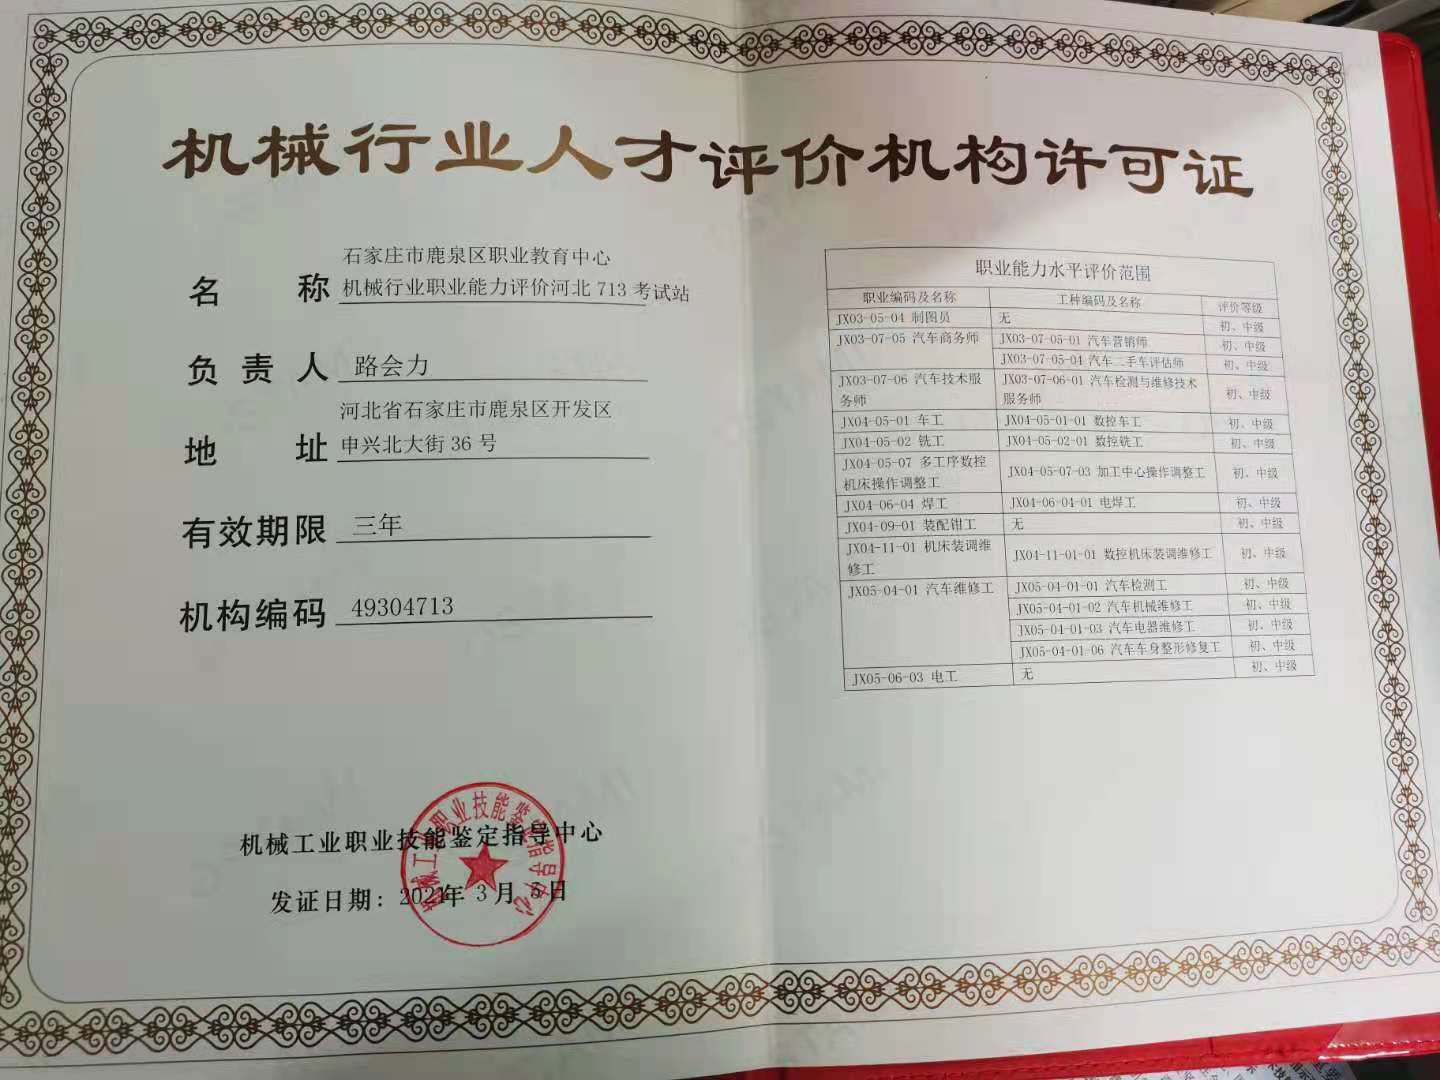 机械行业人才评价机构许可证
石家庄市鹿泉区职业教育中心
名 称 机械行业职业能力评价河北 713 考试站
负 责 人 路会力
河北省石家庄市鹿泉区开发区
地 址 申兴北大街 36 号
有效期限 三年
机构编码 49304713
机械工业职业技能鉴定指导中心
发证日期: 2021年 3 月 5 日
机械工业职业技能鉴定指导中心
职业能力水平评价范围
职业编码及名称 工种编码及名称 评价等级
JX03-05-04 制图员 无 初、中级
JX03-07-05 汽车商务师 JX03-07-05-01 汽车营销师 初、中级
JX03-07-05-04 汽车二手车评估师 初、中级
JX03-07-06 汽车技术服 JX03-07-06-01 汽车检测与维修技术 初、中级
务师 服务师
JX04-05-01 车工 JX04-05-01-01 数控车工 初、中级
JX04-05-02 铣工 JX04-05-02-01 数控铣工 初、中级
JX04-05-07 多工序数控 JX04-05-07-03 加工中心操作调整工 初、中级
机床操作调整工
JX04-06-04 焊工 JX04-06-04-01 电焊工 初、中级
JX04-09-01 装配钳工 无 初、中级
JX04-11-01 机床装调维 JX04-11-01-01 数控机床装调维修工 初、中级
修工
JX05-04-01 汽车维修工 JX05-04-01-01 汽车检测工 初、中级
JX05-04-01-02 汽车机械维修工 初、中级
JX05-04-01-03 汽车电器维修工 初、中级
JX05-04-01-06 汽车车身整形修复工 初、中级
JX05-06-03 电工 无 初、中级